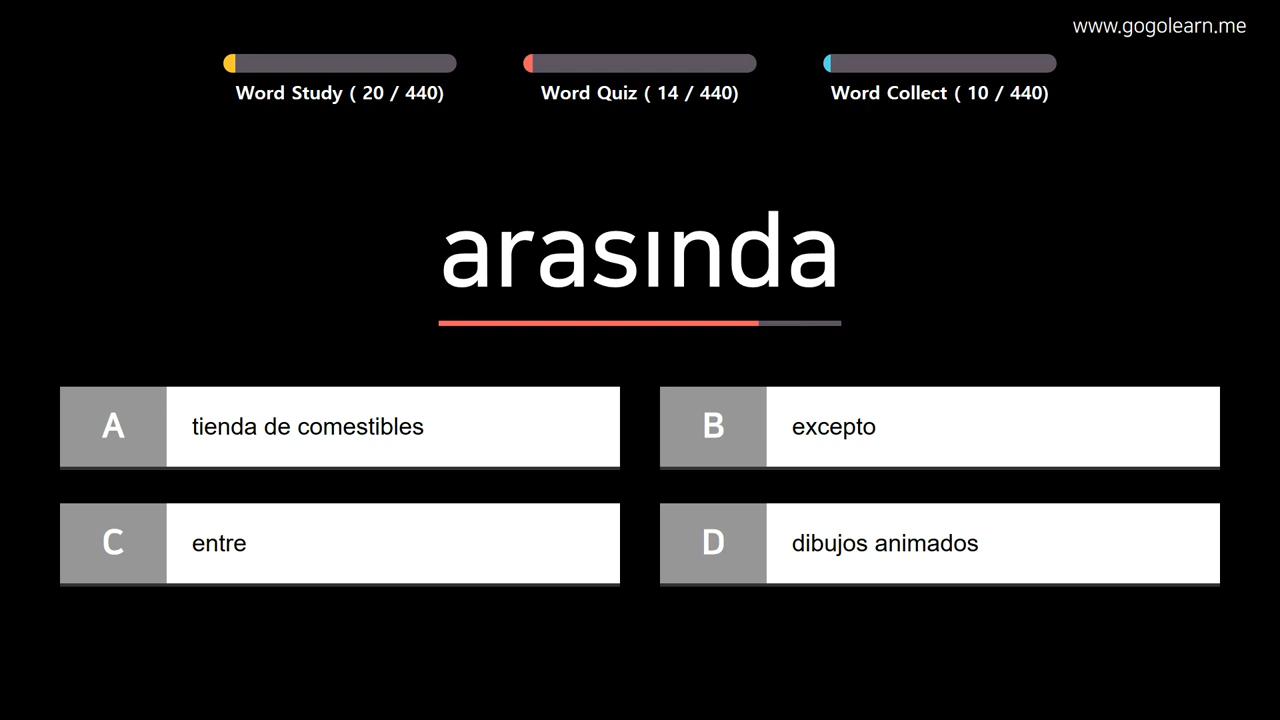 www.gogolearn.me
Word Study ( 20 / 440)
Word Quiz ( 14 / 440)
Word Collect ( 10 / 440)
arasında
A tienda de comestibles
B excepto
C entre
D dibujos animados